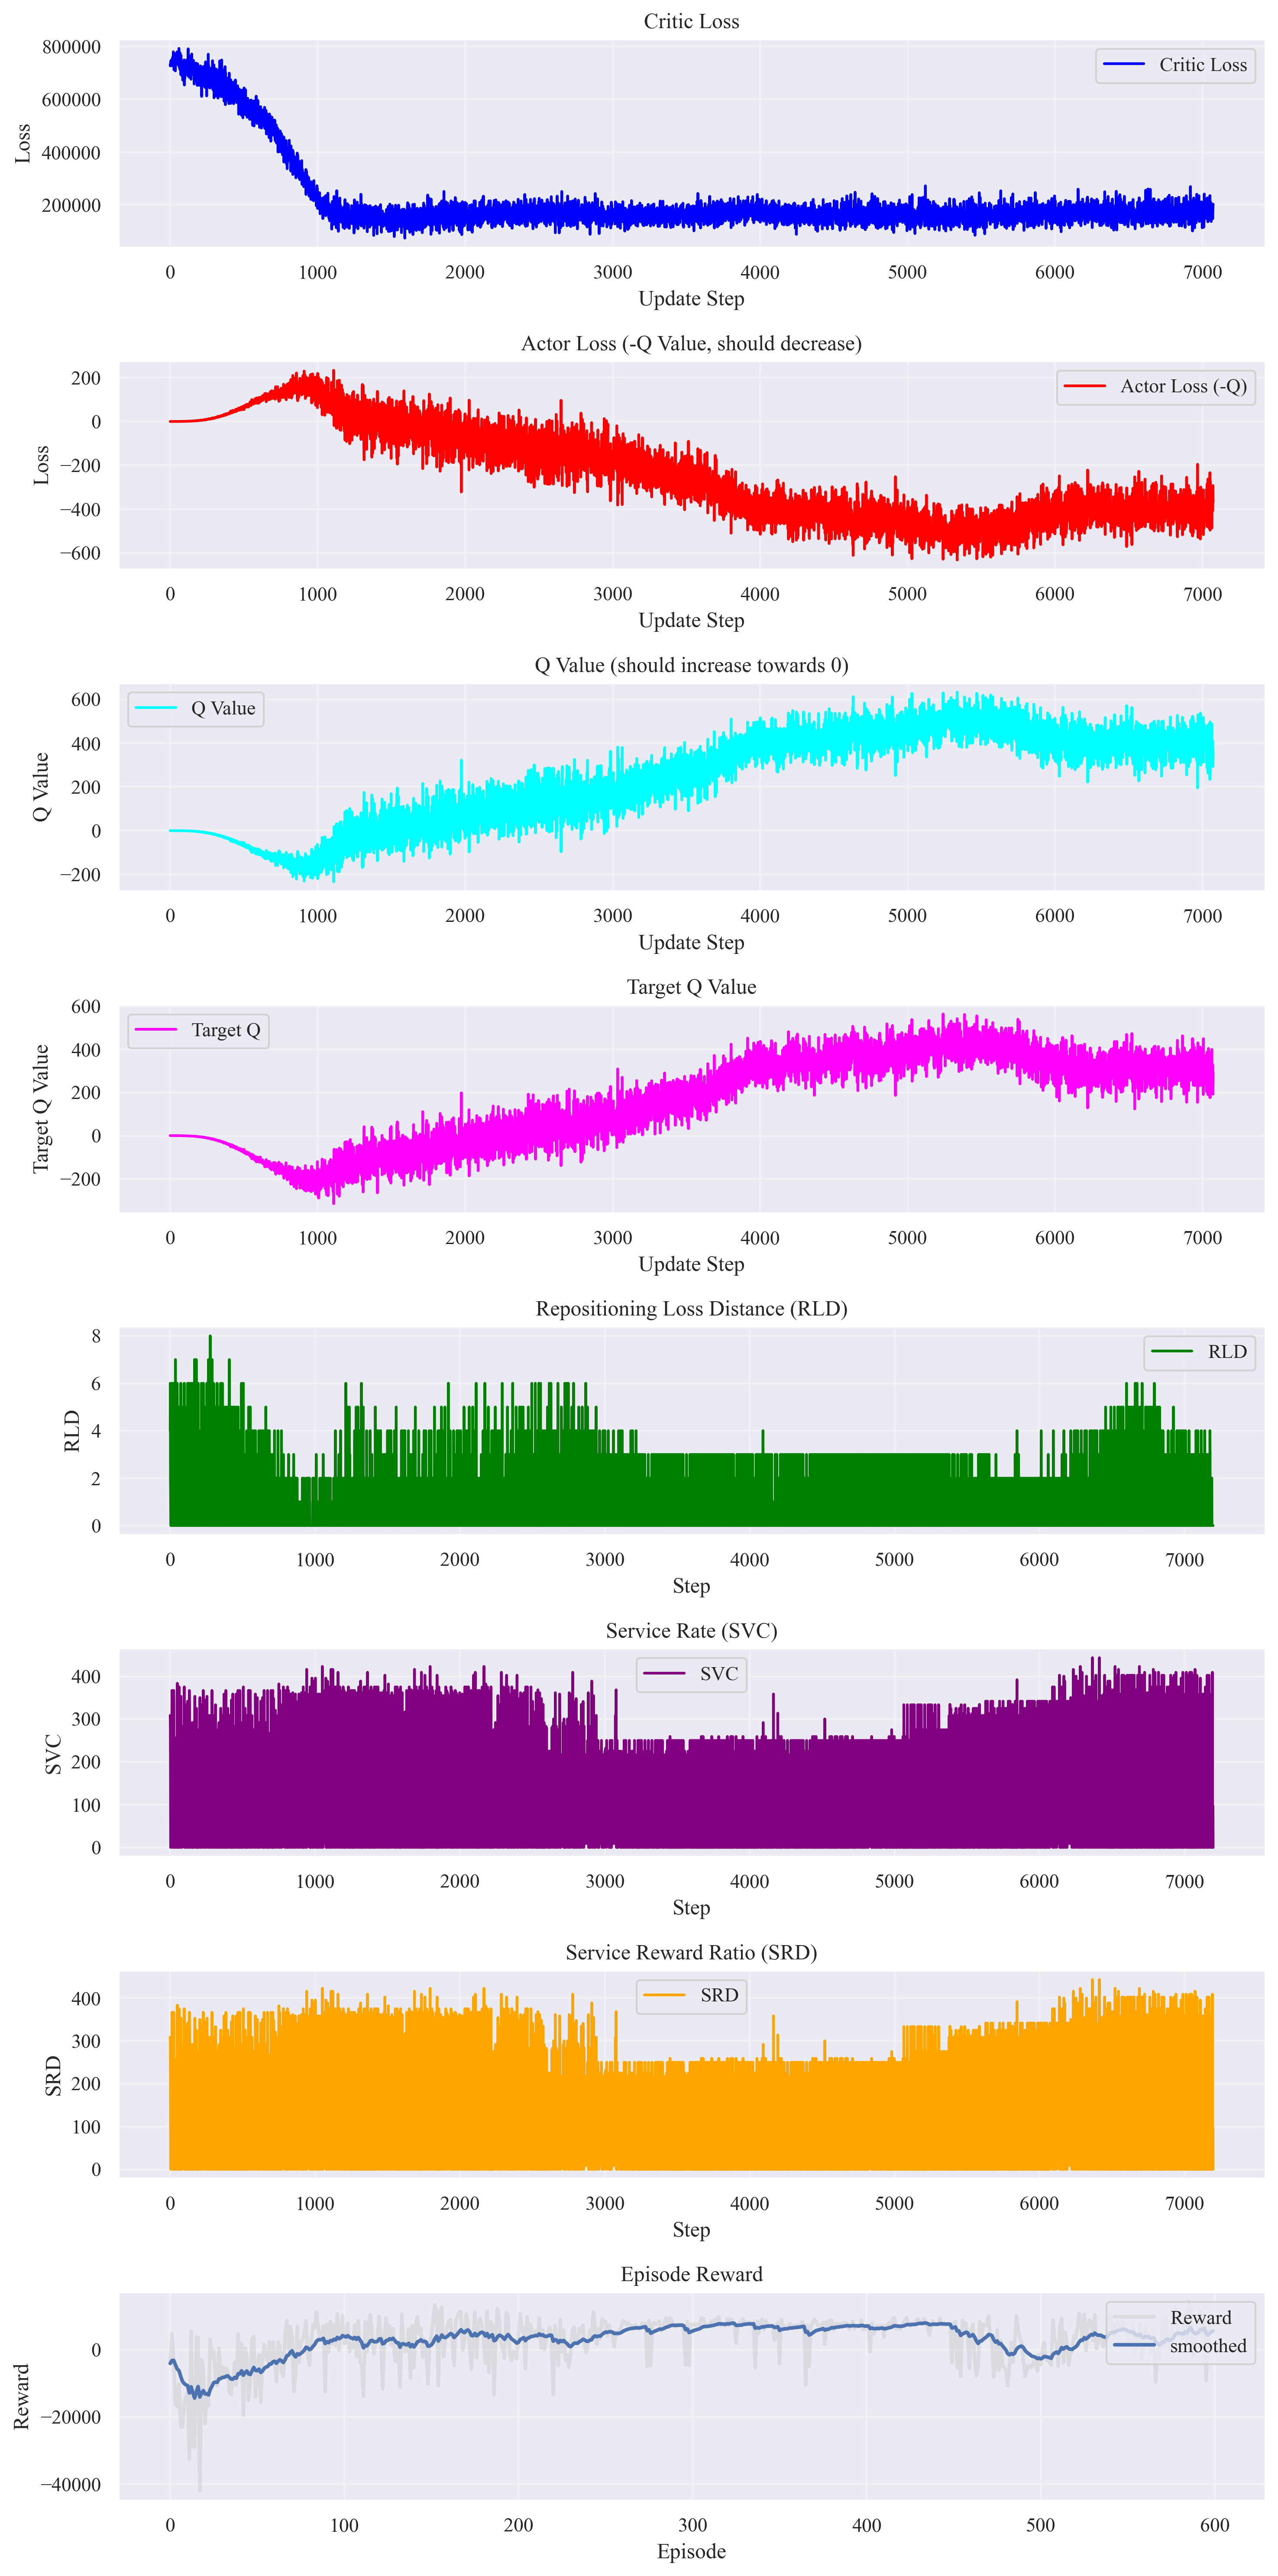 Critic Loss
800000
600000
400000
200000
Loss
Critic Loss
0 1000 2000 3000 4000 5000 6000 7000
Update Step
Actor Loss (-Q Value, should decrease)
200
0
−200
−400
−600
Loss
Actor Loss (-Q)
0 1000 2000 3000 4000 5000 6000 7000
Update Step
Q Value (should increase towards 0)
600
400
200
0
−200
Q Value
Q Value
0 1000 2000 3000 4000 5000 6000 7000
Update Step
Target Q Value
600
400
200
0
−200
Target Q Value
Target Q
0 1000 2000 3000 4000 5000 6000 7000
Update Step
Repositioning Loss Distance (RLD)
8
6
4
2
0
RLD
RLD
0 1000 2000 3000 4000 5000 6000 7000
Step
Service Rate (SVC)
400
300
200
100
0
SVC
SVC
0 1000 2000 3000 4000 5000 6000 7000
Step
Service Reward Ratio (SRD)
400
300
200
100
0
SRD
SRD
0 1000 2000 3000 4000 5000 6000 7000
Step
Episode Reward
0
−20000
−40000
Reward
Reward
smoothed
0 100 200 300 400 500 600
Episode